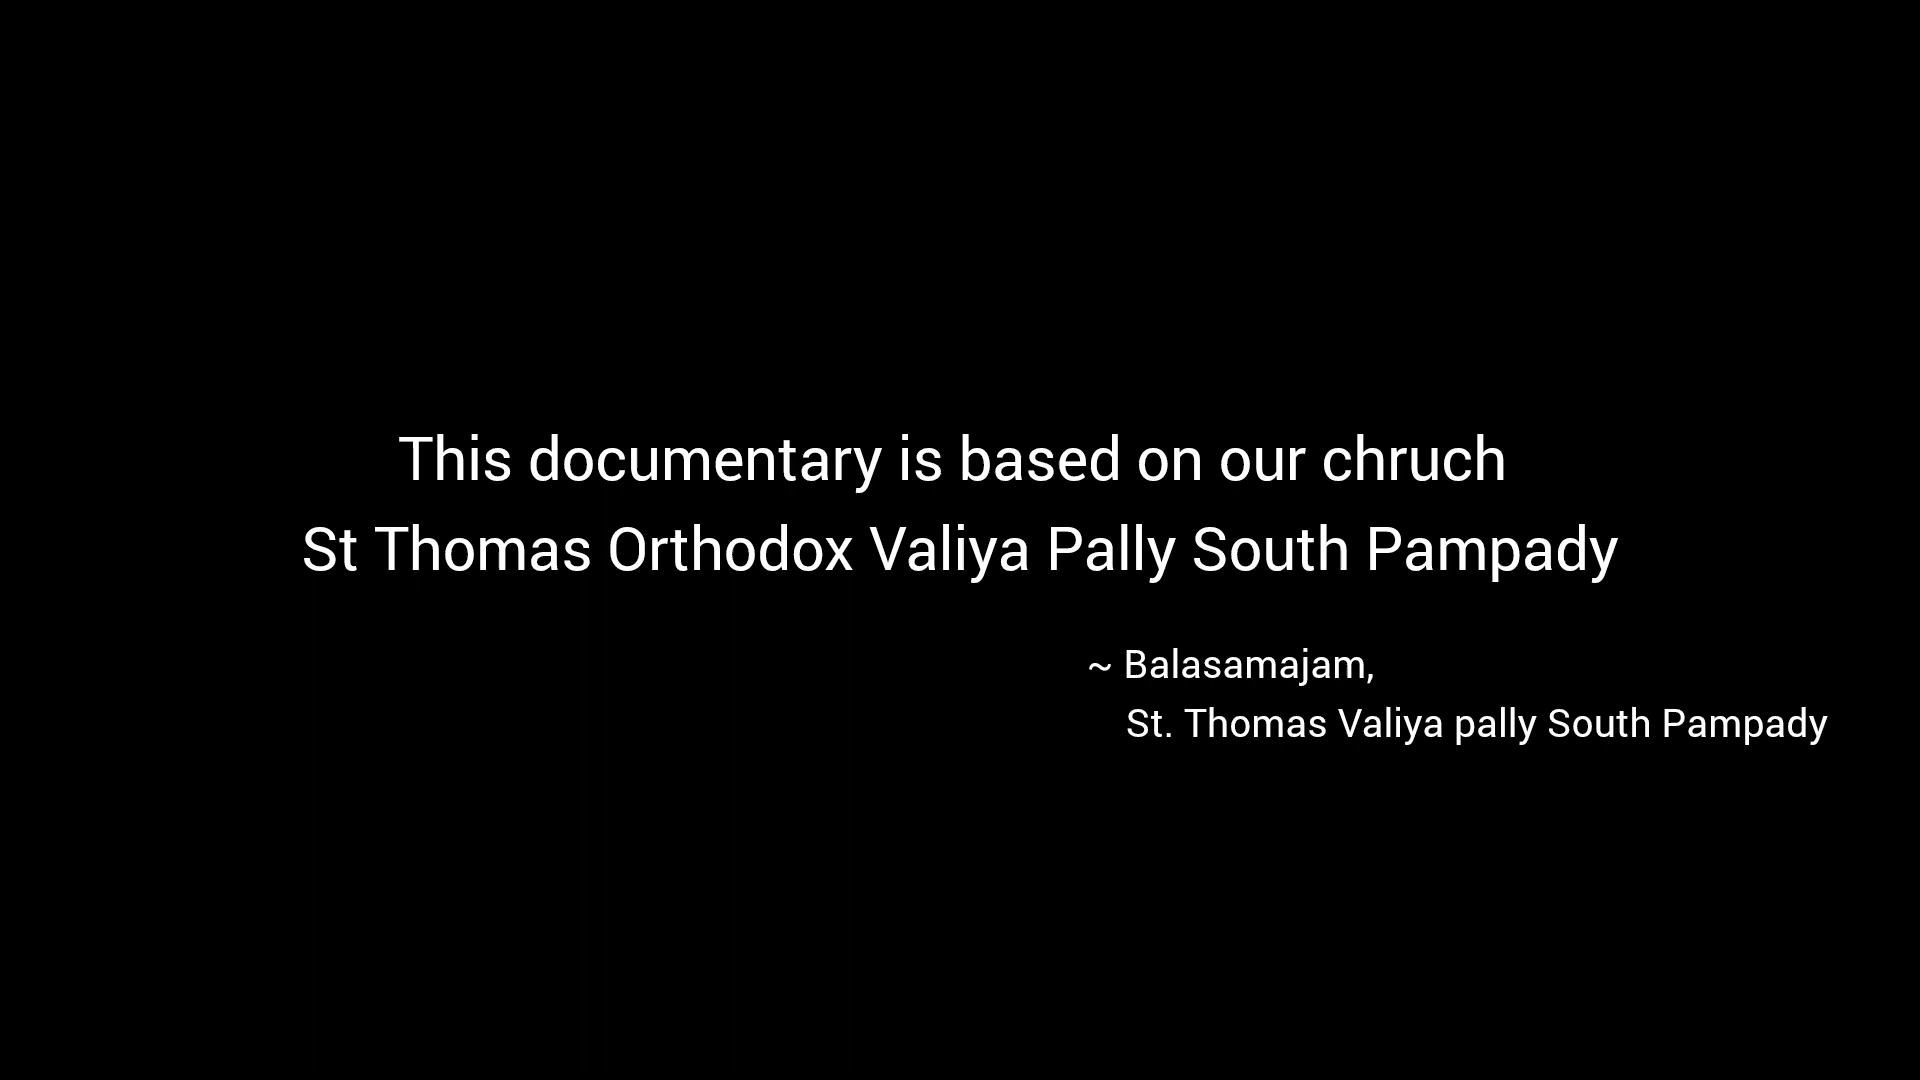 This documentary is based on our chruch
St Thomas Orthodox Valiya Pally South Pampady
~ Balasamajam,
St. Thomas Valiya pally South Pampady